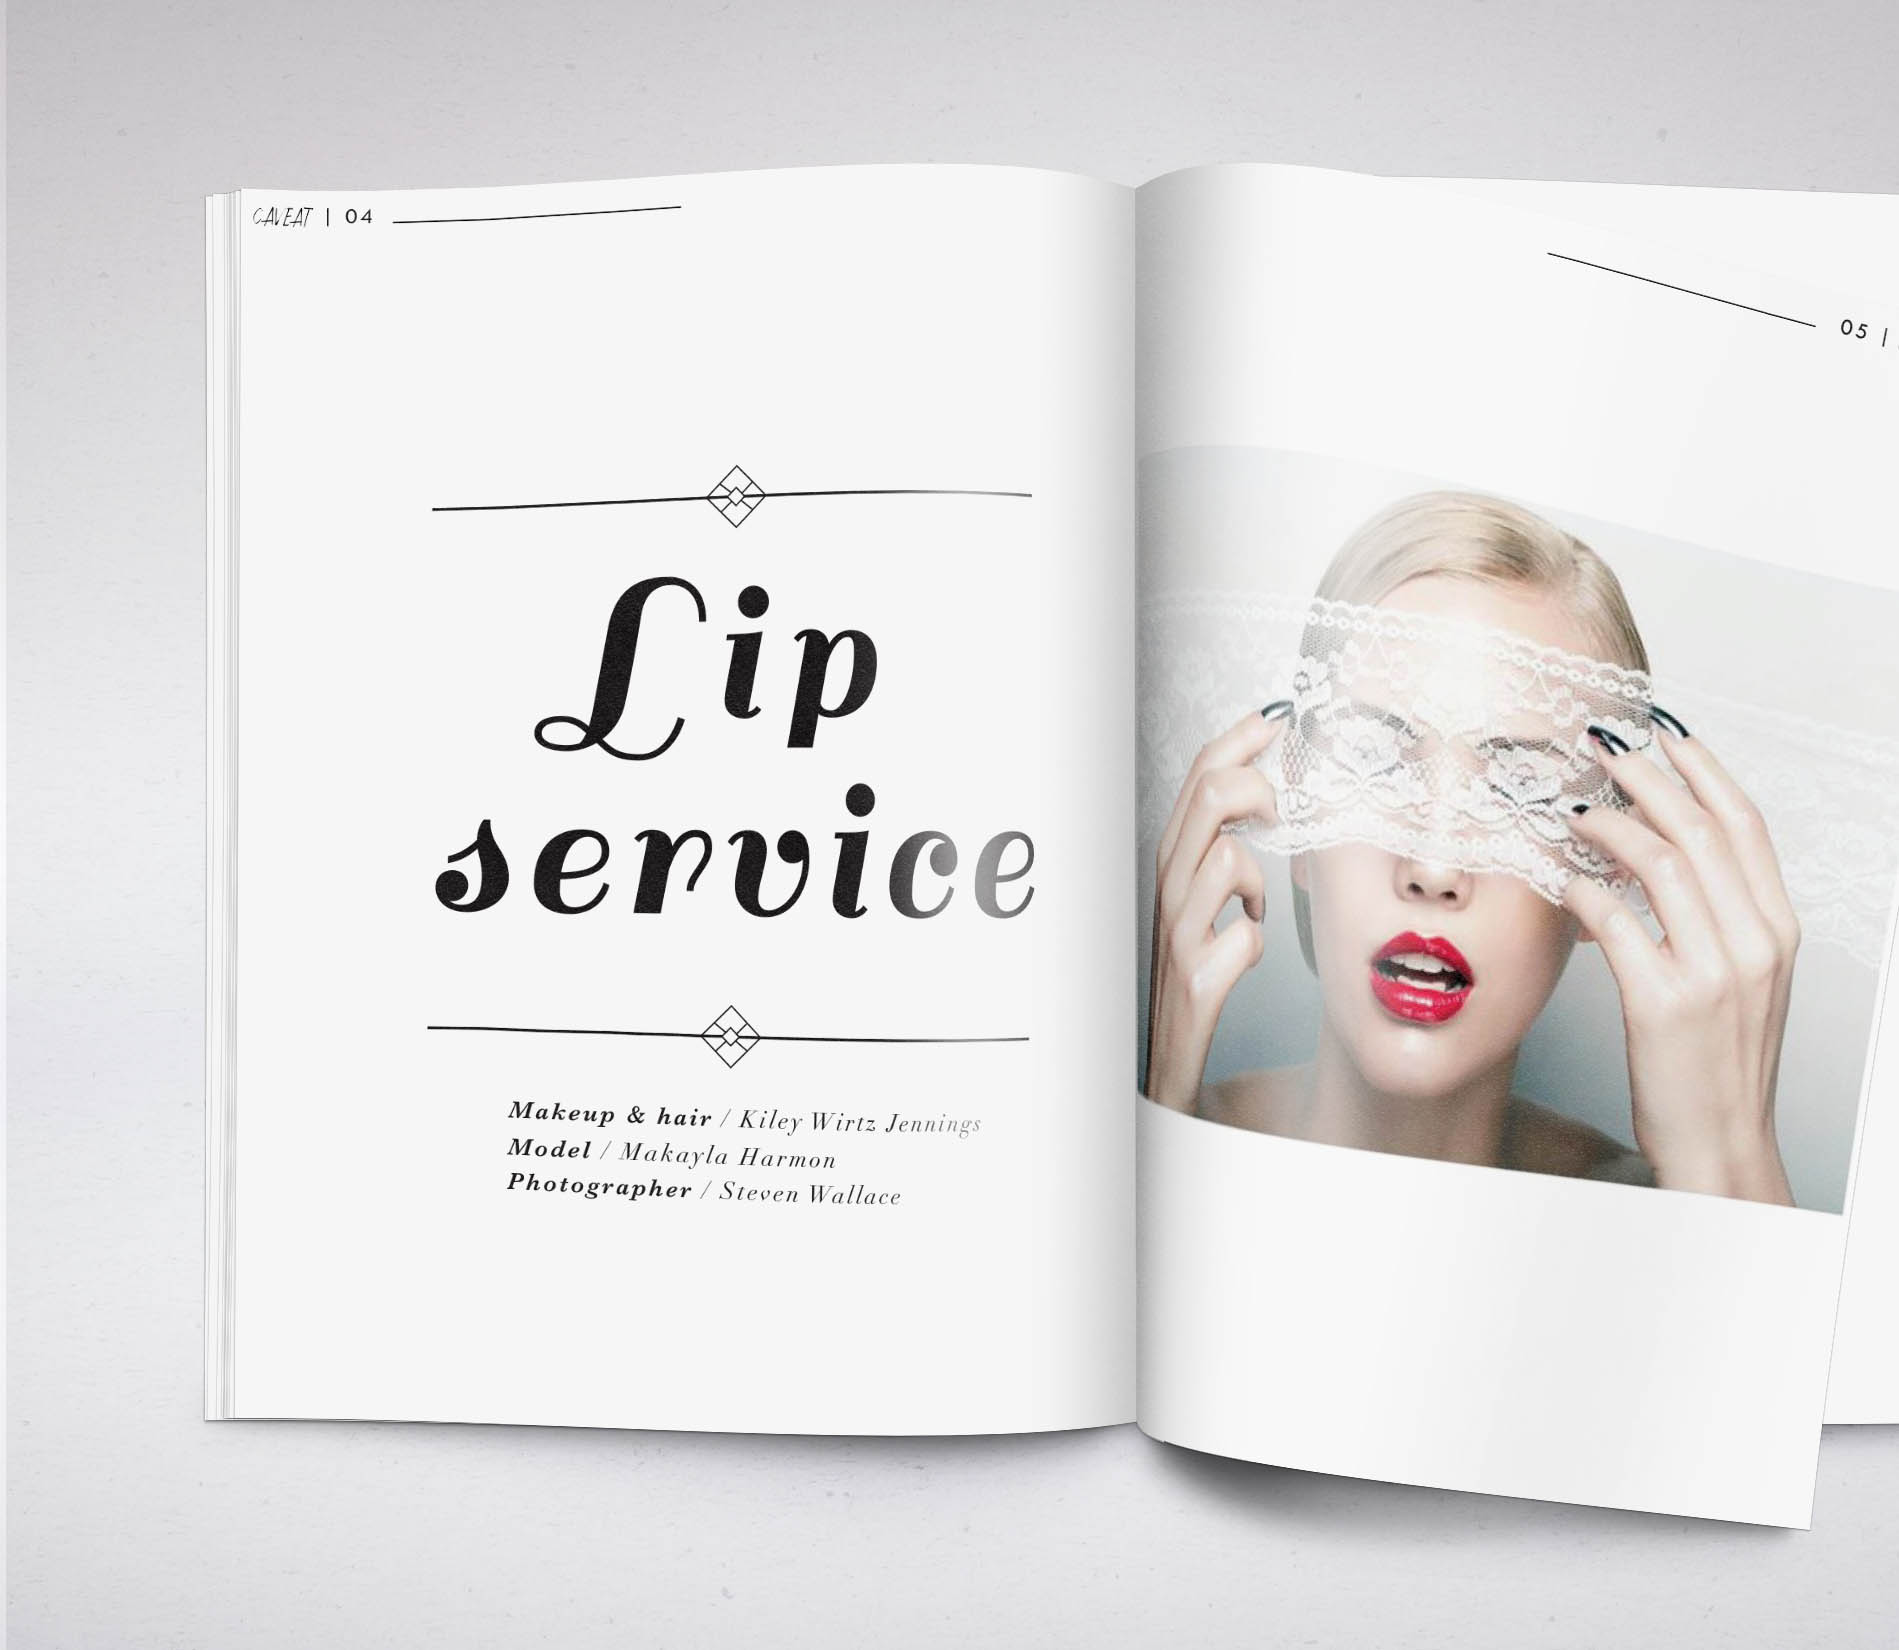 CAVEAT | 04
05 |
Lip
service
Makeup & hair / Kiley Wirtz Jennings
Model / Makayla Harmon
Photographer / Steven Wallace